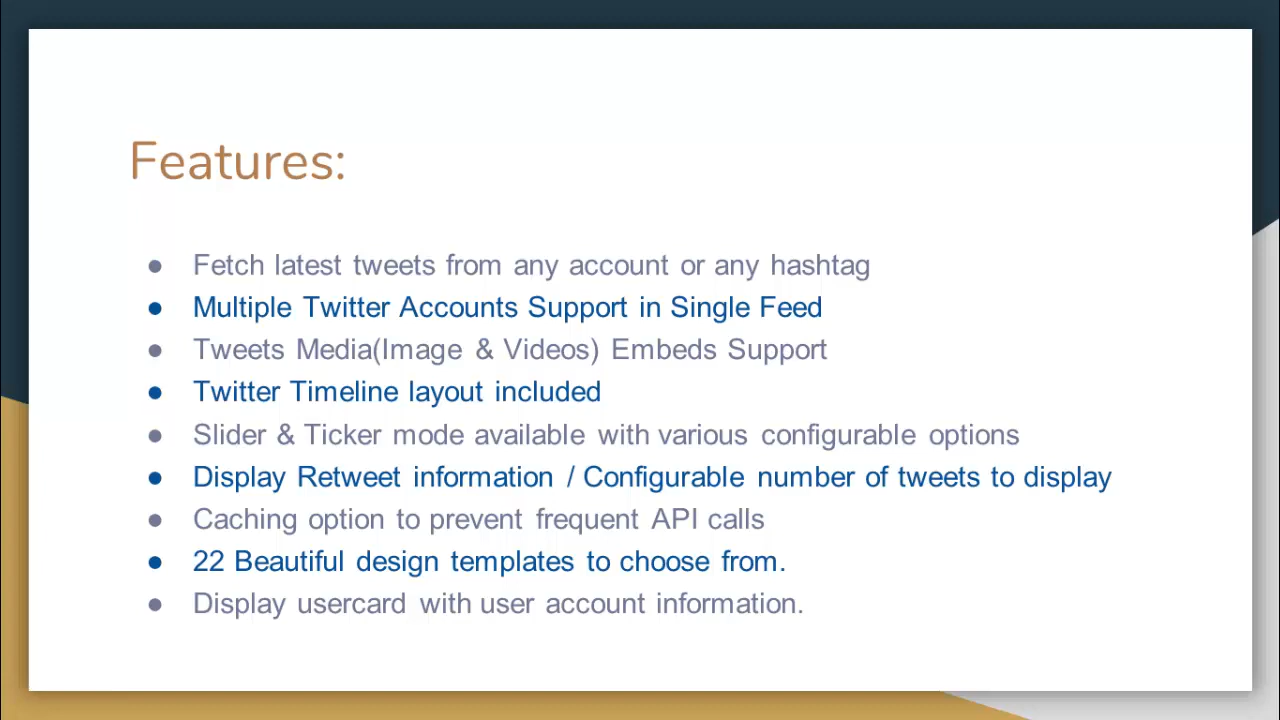 Features:
● Fetch latest tweets from any account or any hashtag
● Multiple Twitter Accounts Support in Single Feed
● Tweets Media(Image & Videos) Embeds Support
● Twitter Timeline layout included
● Slider & Ticker mode available with various configurable options
● Display Retweet information / Configurable number of tweets to display
● Caching option to prevent frequent API calls
● 22 Beautiful design templates to choose from.
● Display usercard with user account information.